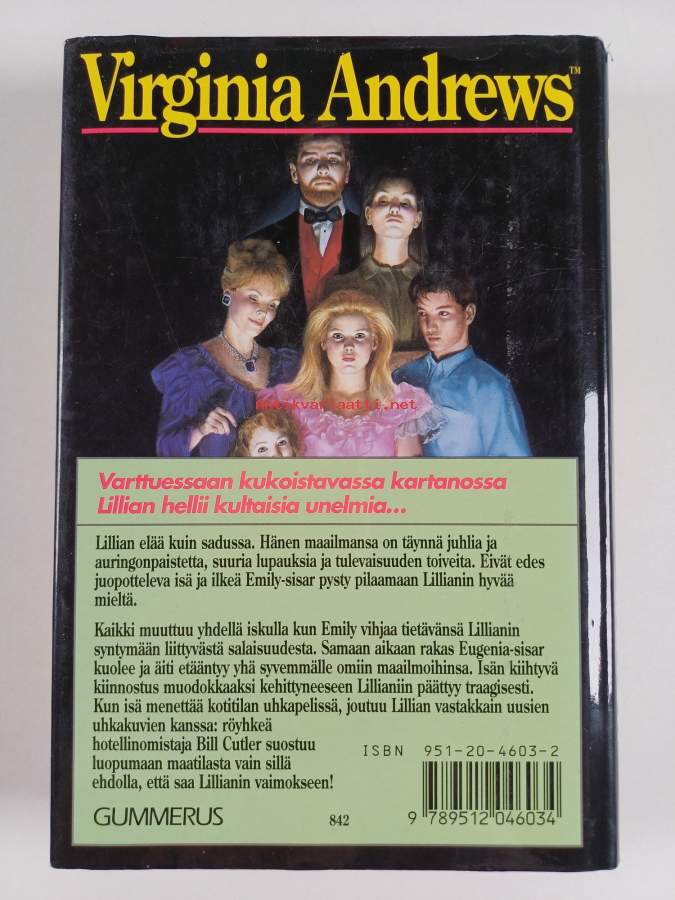 Virginia Andrews™
antikvariaatti.net
Varttuessaan kukoistavassa kartanossa
Lillian hellii kultaisia unelmia...
Lillian elää kuin sadussa. Hänen maailmansa on täynnä juhlia ja
auringonpaistetta, suuria lupauksia ja tulevaisuuden toiveita. Eivät edes
juopotteleva isä ja ilkeä Emily-sisar pysty pilaamaan Lillianin hyvää
mieltä.
Kaikki muuttuu yhdellä iskulla kun Emily vihjaa tietävänsä Lillianin
syntymään liittyvästä salaisuudesta. Samaan aikaan rakas Eugenia-sisar
kuolee ja äiti etääntyy yhä syvemmälle omiin maailmoihinsa. Isän kiihtyvä
kiinnostus muodokkaaksi kehittyneeseen Lillianiin päättyy traagisesti.
Kun isä menettää kotitilan uhkapelissä, joutuu Lillian vastakkain uusien
uhkakuvien kanssa: röyhkeä
hotellinomistaja Bill Cutler suostuu
luopumaan maatilasta vain sillä
ehdolla, että saa Lillianin vaimokseen!
ISBN 951-20-4603-2
9 789512 046034
GUMMERUS
842